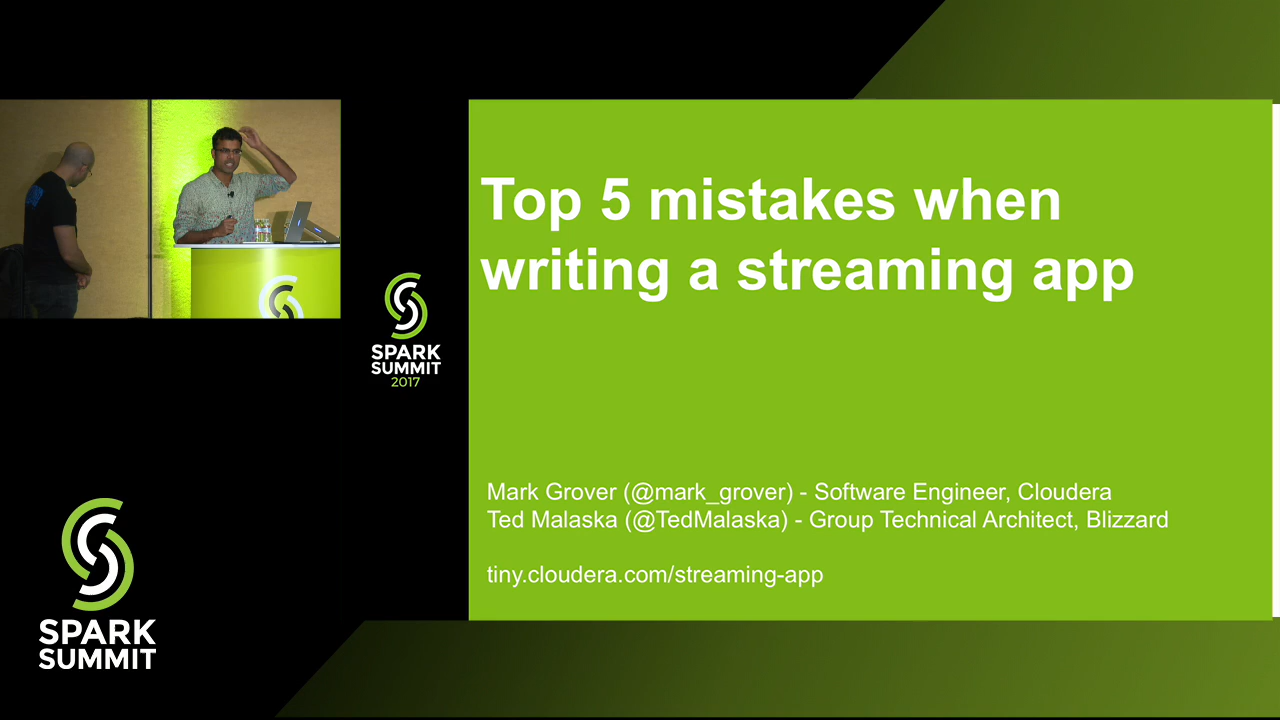 Top 5 mistakes when
writing a streaming app
Mark Grover (@mark_grover) - Software Engineer, Cloudera
Ted Malaska (@TedMalaska) - Group Technical Architect, Blizzard
tiny.cloudera.com/streaming-app
SPARK
SUMMIT
2017
SPARK
SUMMIT